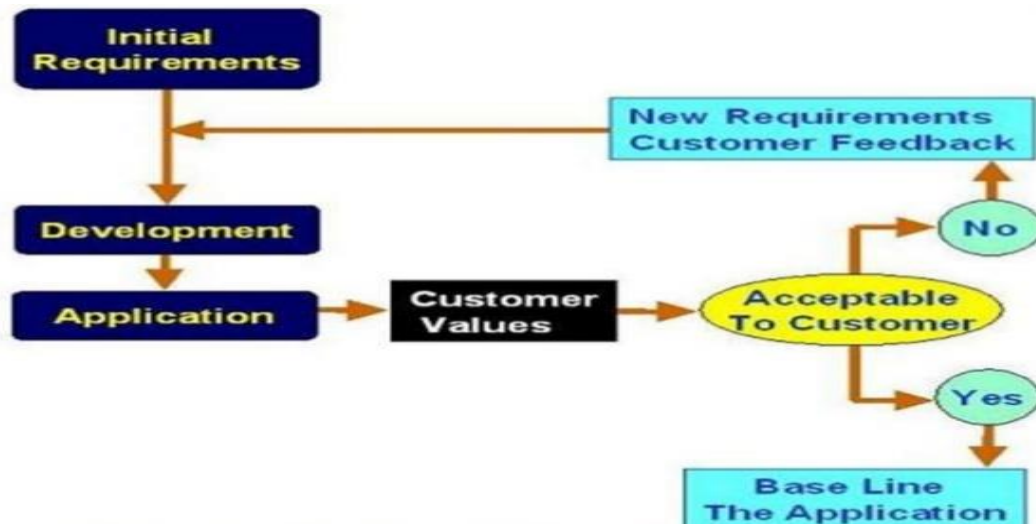 Initial
Requirements
New Requirements
Customer Feedback
Development
No
Application
Customer
Values
Acceptable
To Customer
Yes
Base Line
The Application